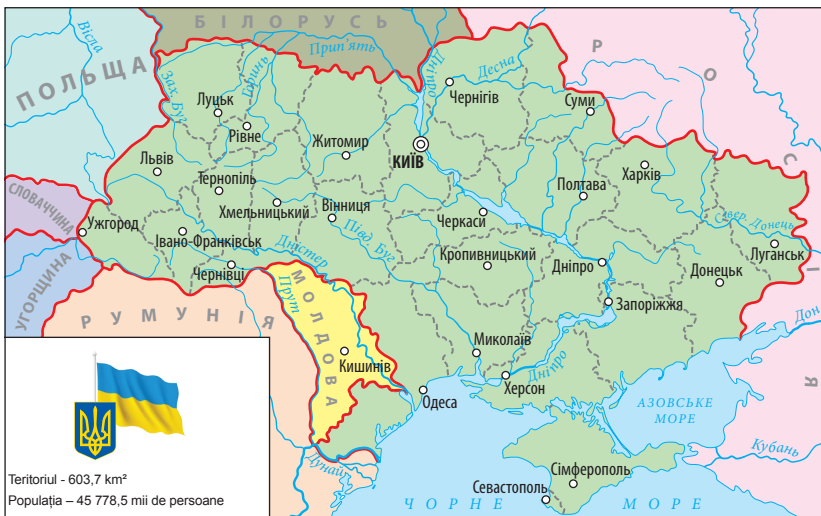 БІЛОРУСЬ
Прип'ять
Вісла
ПОЛЬЩА
Зах. Буг
Горинь
Дніпро
Десна
Чернігів
Суми
РОСІЯ
Луцьк
Рівне
Житомир
КИЇВ
Львів
Тернопіль
Хмельницький
Вінниця
Полтава
Харків
СЛОВАЧЧИНА
Ужгород
Івано-Франківськ
Черкаси
Сівер. Донець
Луганськ
УГОРЩИНА
Чернівці
Дністер
Півд. Буг
Кропивницький
Дніпро
Донецьк
РУМУНІЯ
Прут
МОЛДОВА
Запоріжжя
Дон
Кишинів
Миколаїв
Дніпро
Херсон
Одеса
АЗОВСЬКЕ
МОРЕ
Кубань
Дунай
Сімферополь
Севастополь
ЧОРНЕ МОРЕ
Teritoriul - 603,7 km²
Populația – 45 778,5 mii de persoane